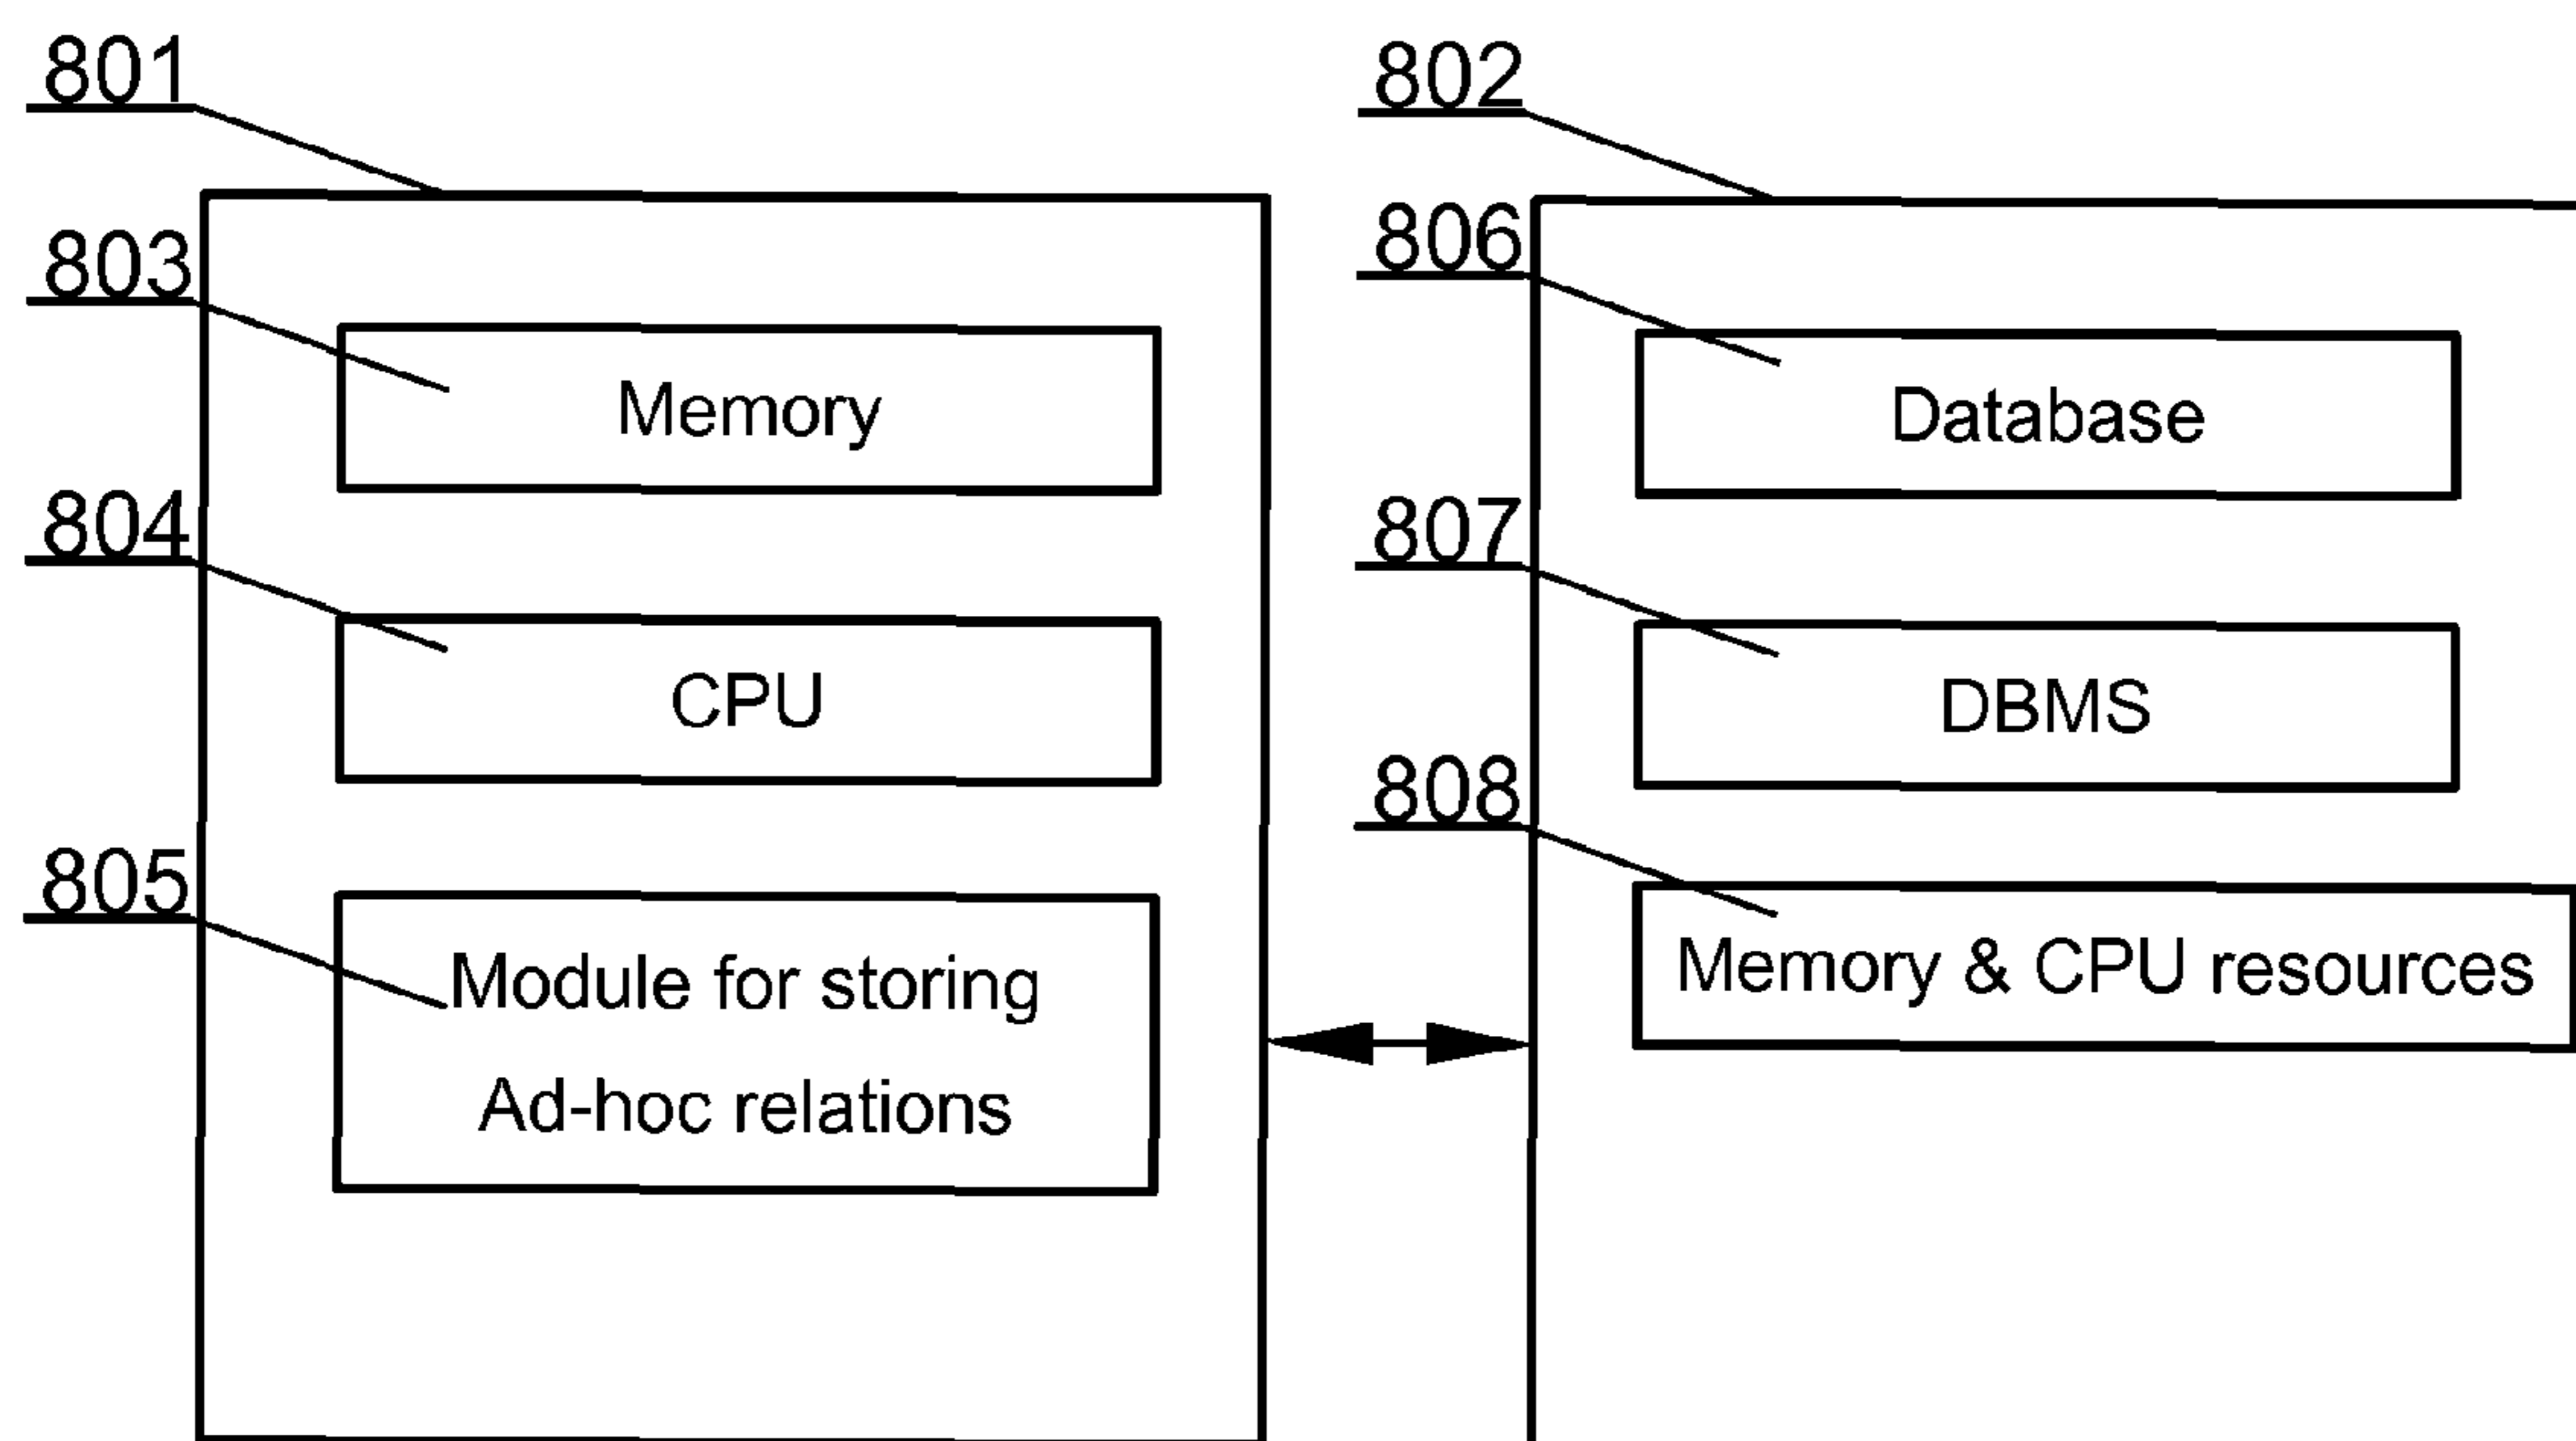 801
803
Memory
804
CPU
805
Module for storing
Ad-hoc relations
802
806
Database
807
DBMS
808
Memory & CPU resources